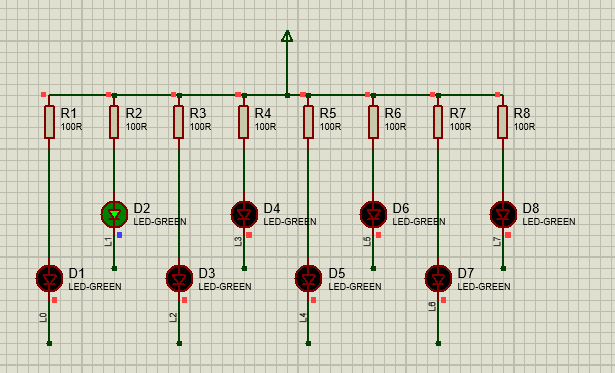 R1
100R
R2
100R
R3
100R
R4
100R
R5
100R
R6
100R
R7
100R
R8
100R
D2
LED-GREEN
L1
D4
LED-GREEN
L3
D6
LED-GREEN
L5
D8
LED-GREEN
L7
D1
LED-GREEN
L0
D3
LED-GREEN
L2
D5
LED-GREEN
L4
D7
LED-GREEN
L6